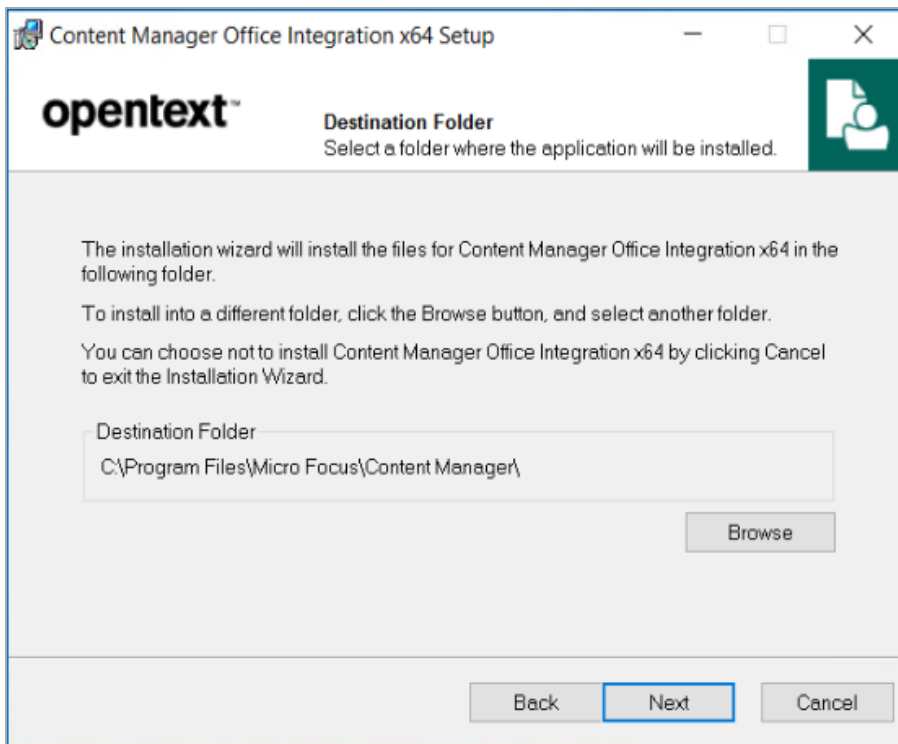 Content Manager Office Integration x64 Setup
opentext™
Destination Folder
Select a folder where the application will be installed.
The installation wizard will install the files for Content Manager Office Integration x64 in the
following folder.
To install into a different folder, click the Browse button, and select another folder.
You can choose not to install Content Manager Office Integration x64 by clicking Cancel
to exit the Installation Wizard.
Destination Folder
C:\Program Files\Micro Focus\Content Manager\
Browse
Back
Next
Cancel